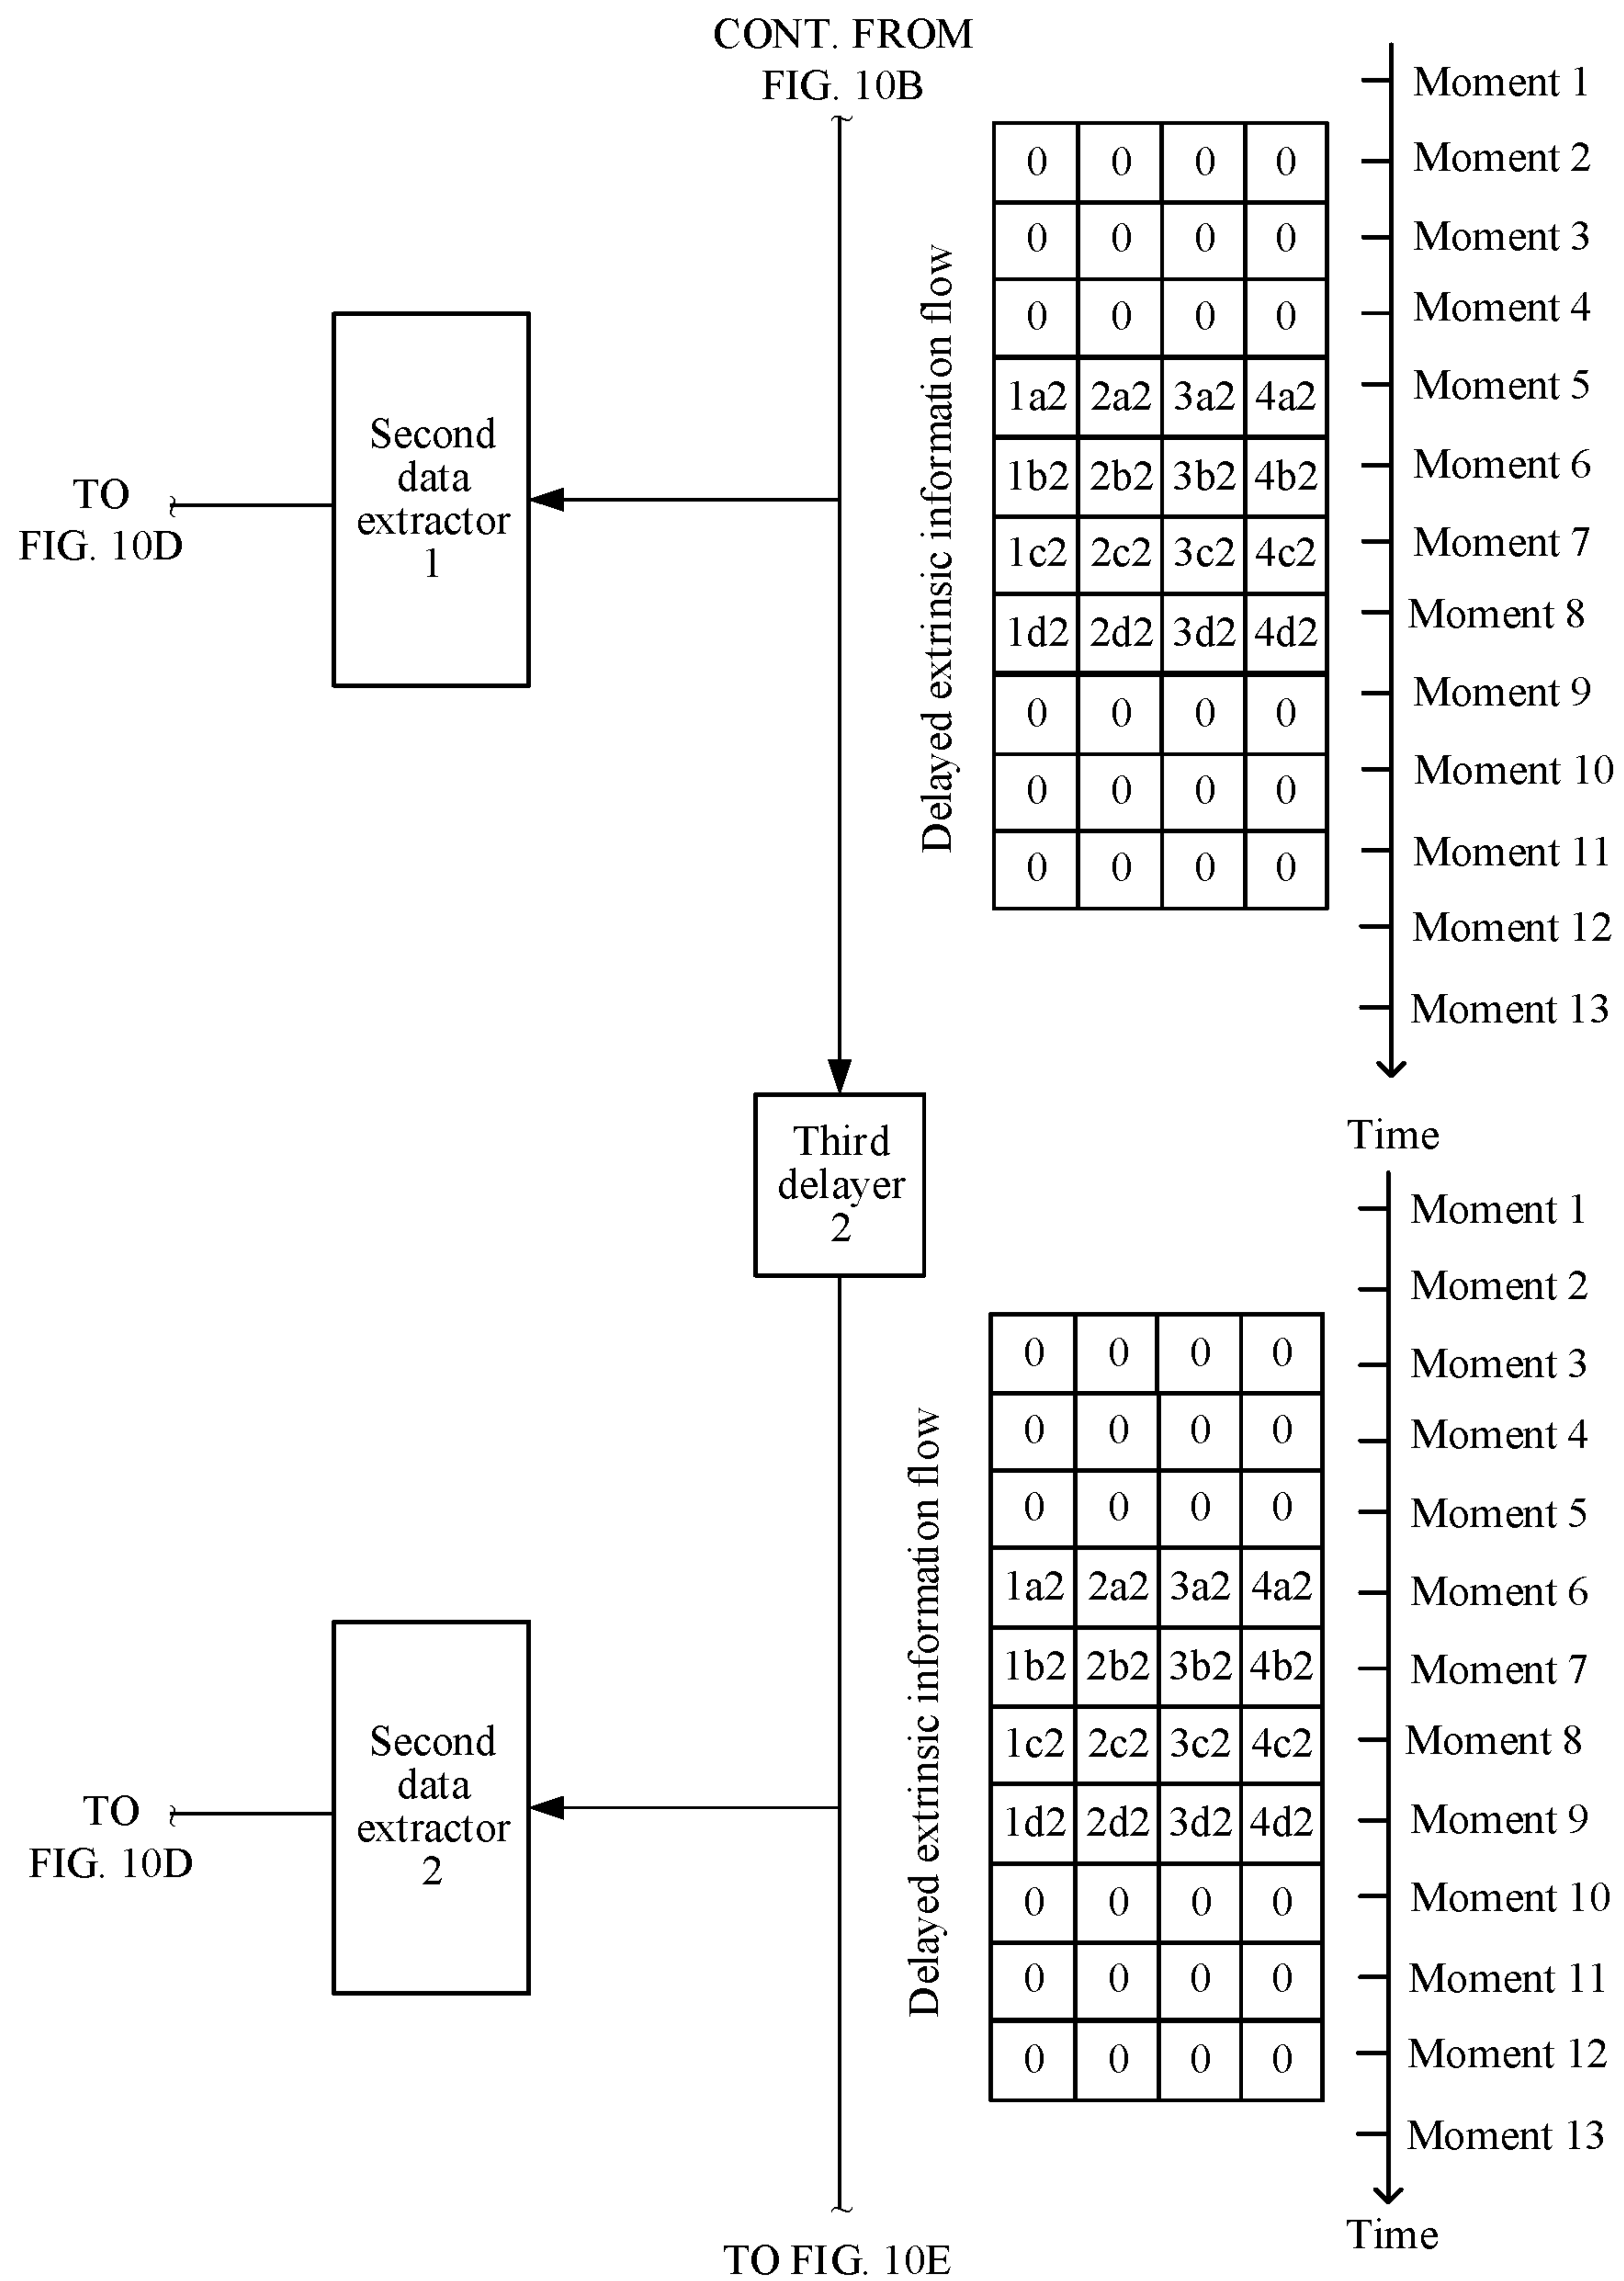 CONT. FROM
FIG. 10B
Moment 1
Moment 2
Moment 3
Moment 4
Moment 5
Moment 6
Moment 7
Moment 8
Moment 9
Moment 10
Moment 11
Moment 12
Moment 13
Time
Delayed extrinsic information flow
0 0 0 0
0 0 0 0
0 0 0 0
1a2 2a2 3a2 4a2
1b2 2b2 3b2 4b2
1c2 2c2 3c2 4c2
1d2 2d2 3d2 4d2
0 0 0 0
0 0 0 0
0 0 0 0
Second
data
extractor
1
TO
FIG. 10D
Third
delayer
2
Moment 1
Moment 2
Moment 3
Moment 4
Moment 5
Moment 6
Moment 7
Moment 8
Moment 9
Moment 10
Moment 11
Moment 12
Moment 13
Time
Delayed extrinsic information flow
0 0 0 0
0 0 0 0
0 0 0 0
1a2 2a2 3a2 4a2
1b2 2b2 3b2 4b2
1c2 2c2 3c2 4c2
1d2 2d2 3d2 4d2
0 0 0 0
0 0 0 0
0 0 0 0
Second
data
extractor
2
TO
FIG. 10D
TO FIG. 10E